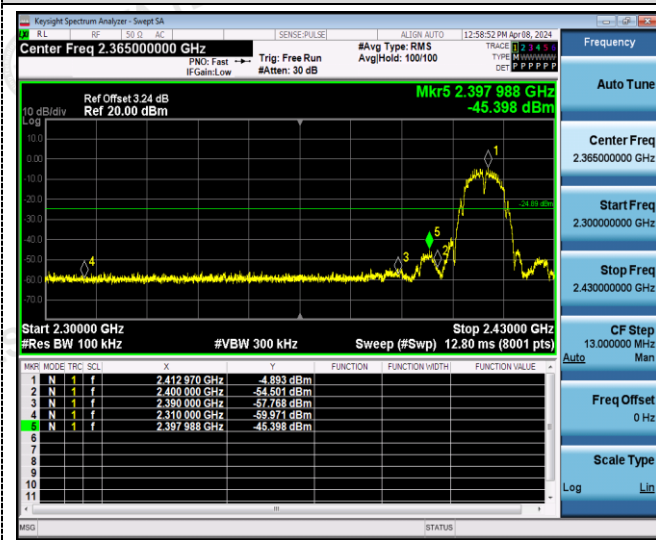 Keysight Spectrum Analyzer - Swept SA
LXI RL RF 50 Ω AC SENSE:PULSE ALIGN AUTO 12:58:52 PM Apr 08, 2024
Center Freq 2.365000000 GHz #Avg Type: RMS TRACE 1 2 3 4 5 6
PNO: Fast Trig: Free Run Avg|Hold: 100/100 TYPE M WWWWW
IFGain:Low #Atten: 30 dB DET P P P P P P
Frequency
Auto Tune
Center Freq
2.365000000 GHz
Start Freq
2.300000000 GHz
Stop Freq
2.430000000 GHz
CF Step
13.000000 MHz
Auto Man
Freq Offset
0 Hz
Scale Type
Log Lin
Mkr5 2.397 988 GHz
-45.398 dBm
Ref Offset 3.24 dB
10 dB/div Ref 20.00 dBm
Log
10.0
0.00
-10.0
-20.0
-30.0
-40.0
-50.0
-60.0
-70.0
1
-24.89 dBm
5
2
3
4
Start 2.30000 GHz Stop 2.43000 GHz
#Res BW 100 kHz #VBW 300 kHz Sweep (#Swp) 12.80 ms (8001 pts)
MKR MODE TRC SCL X Y FUNCTION FUNCTION WIDTH FUNCTION VALUE
1 N 1 f 2.412 970 GHz -4.893 dBm
2 N 1 f 2.400 000 GHz -54.501 dBm
3 N 1 f 2.390 000 GHz -57.768 dBm
4 N 1 f 2.310 000 GHz -59.971 dBm
5 N 1 f 2.397 988 GHz -45.398 dBm
6
7
8
9
10
11
MSG STATUS